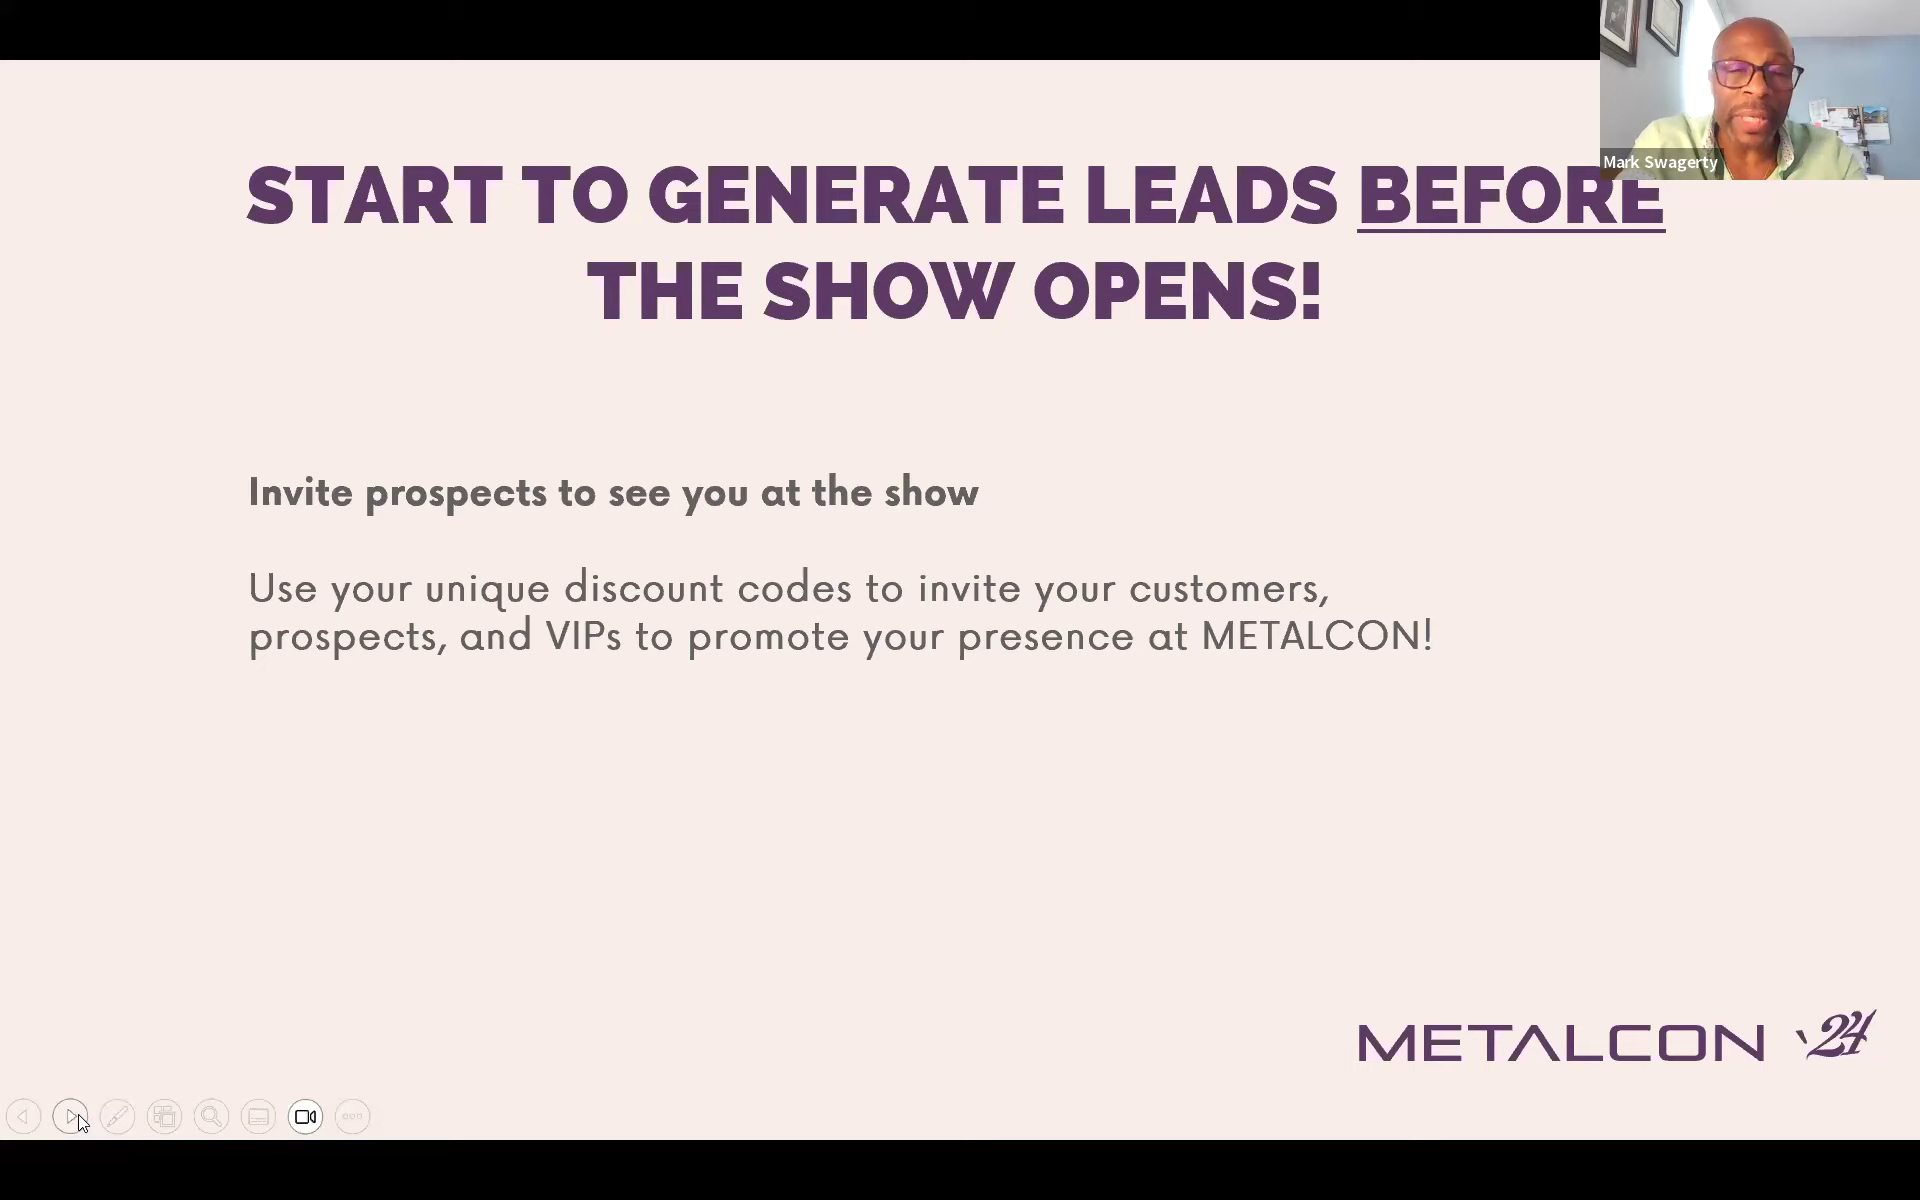 Mark Swagerty
START TO GENERATE LEADS BEFORE
THE SHOW OPENS!
Invite prospects to see you at the show
Use your unique discount codes to invite your customers,
prospects, and VIPs to promote your presence at METALCON!
METALCON '24